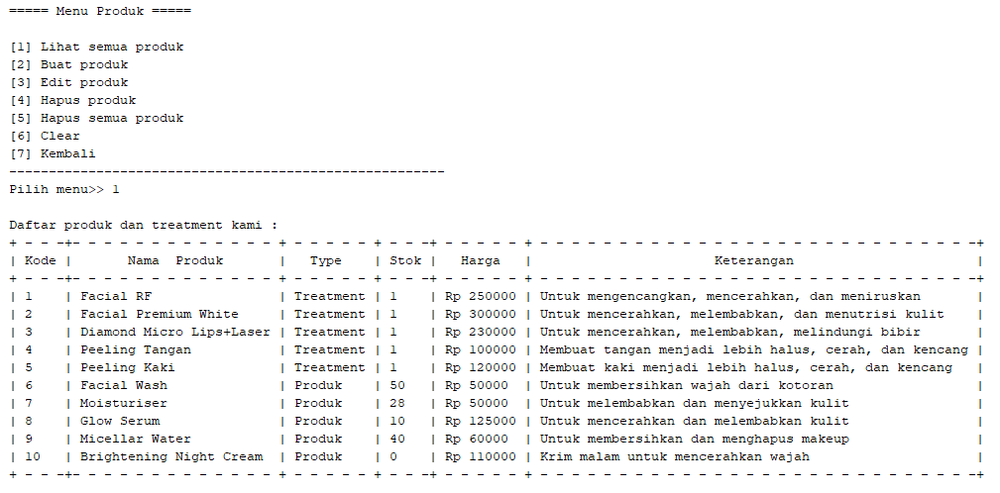 ===== Menu Produk =====
[1] Lihat semua produk
[2] Buat produk
[3] Edit produk
[4] Hapus produk
[5] Hapus semua produk
[6] Clear
[7] Kembali
-------------------------------------------------------
Pilih menu>> 1
Daftar produk dan treatment kami :
+ - - -+- - - - - - - - - - - - - + - - - - - + - - -+ - - - - - + - - - - - - - - - - - - - - - - - - - - - - - - - - - -+
| Kode |       Nama  Produk       |   Type    | Stok |   Harga   |                       Keterangan                       |
+ - - -+- - - - - - - - - - - - - + - - - - - + - - -+ - - - - - + - - - - - - - - - - - - - - - - - - - - - - - - - - - -+
| 1    | Facial RF                | Treatment | 1    | Rp 250000 | Untuk mengencangkan, mencerahkan, dan meniruskan       |
| 2    | Facial Premium White     | Treatment | 1    | Rp 300000 | Untuk mencerahkan, melembabkan, dan menutrisi kulit    |
| 3    | Diamond Micro Lips+Laser | Treatment | 1    | Rp 230000 | Untuk mencerahkan, melembabkan, melindungi bibir       |
| 4    | Peeling Tangan           | Treatment | 1    | Rp 100000 | Membuat tangan menjadi lebih halus, cerah, dan kencang |
| 5    | Peeling Kaki             | Treatment | 1    | Rp 120000 | Membuat kaki menjadi lebih halus, cerah, dan kencang   |
| 6    | Facial Wash              | Produk    | 50   | Rp 50000  | Untuk membersihkan wajah dari kotoran                  |
| 7    | Moisturiser              | Produk    | 28   | Rp 50000  | Untuk melembabkan dan menyejukkan kulit                |
| 8    | Glow Serum               | Produk    | 10   | Rp 125000 | Untuk mencerahkan dan melembabkan kulit                |
| 9    | Micellar Water           | Produk    | 40   | Rp 60000  | Untuk membersihkan dan menghapus makeup                |
| 10   | Brightening Night Cream  | Produk    | 0    | Rp 110000 | Krim malam untuk mencerahkan wajah                     |
+ - - -+- - - - - - - - - - - - - + - - - - - + - - -+ - - - - - + - - - - - - - - - - - - - - - - - - - - - - - - - - - -+